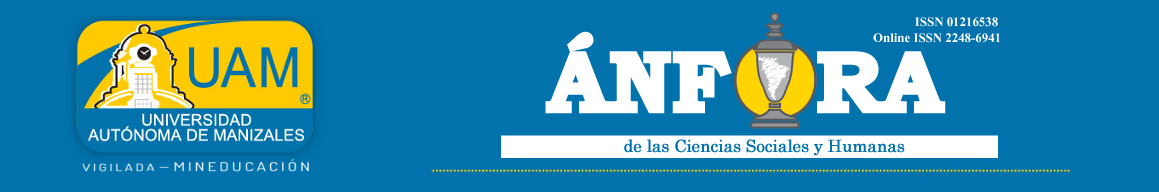 UAM
®
UNIVERSIDAD
AUTÓNOMA DE MANIZALES
VIGILADA – MINEDUCACIÓN
ISSN 01216538
Online ISSN 2248-6941
ÁNFORA
de las Ciencias Sociales y Humanas